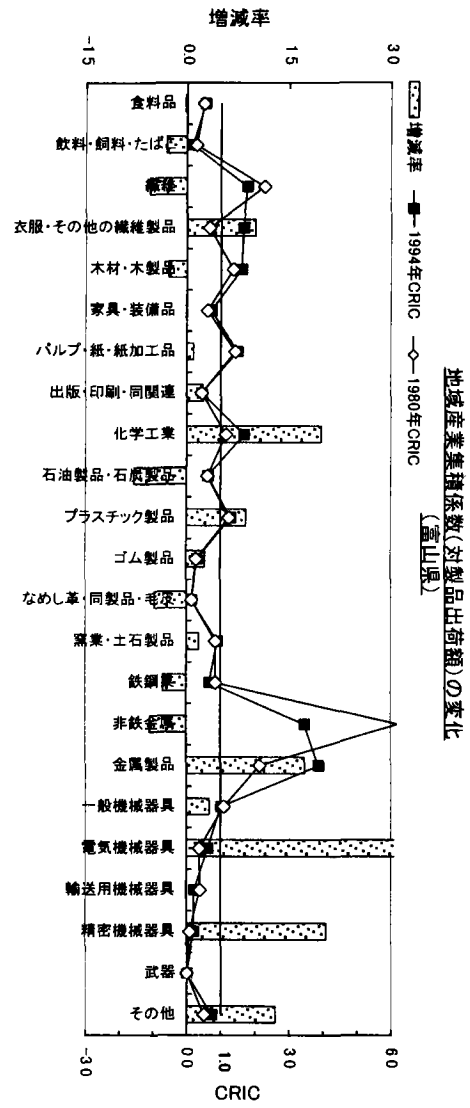 地域産業集積係数(対製品出荷額)の変化
(富山県)
増減率 1994年CRIC 1980年CRIC
増減率
-15 0.0 15 30
食料品
飲料・飼料・たばこ
繊維
衣服・その他の繊維製品
木材・木製品
家具・装備品
パルプ・紙・紙加工品
出版・印刷・同関連
化学工業
石油製品・石炭製品
プラスチック製品
ゴム製品
なめし革・同製品・毛皮
窯業・土石製品
鉄鋼業
非鉄金属
金属製品
一般機械器具
電気機械器具
輸送用機械器具
精密機械器具
武器
その他
-30 00 1.0 30 60
CRIC